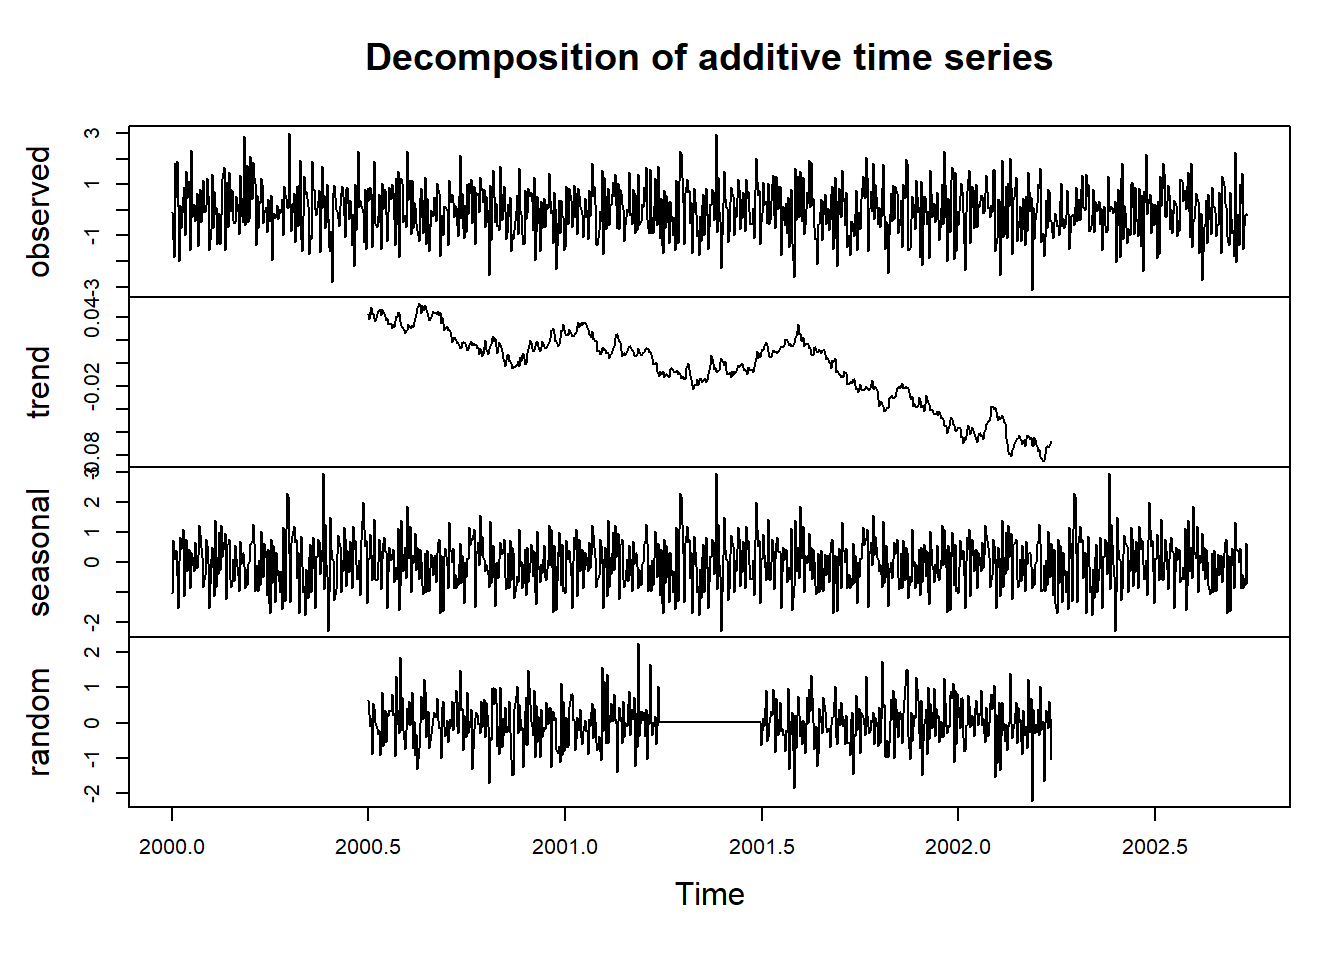 Decomposition of additive time series
observed
3
1
-1
-3
trend
0.04
-0.02
-0.08
seasonal
3
2
1
0
-2
random
2
1
0
-1
-2
2000.0 2000.5 2001.0 2001.5 2002.0 2002.5
Time